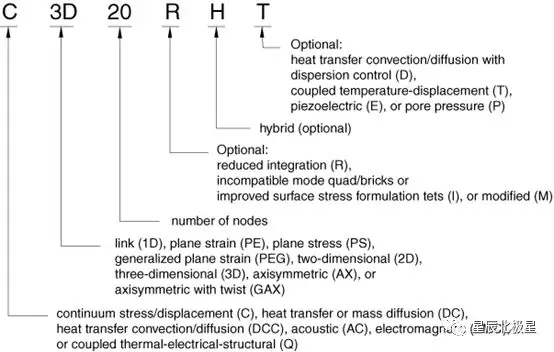 C 3D 20 R H T
Optional:
heat transfer convection/diffusion with
dispersion control (D),
coupled temperature-displacement (T),
piezoelectric (E), or pore pressure (P)
hybrid (optional)
Optional:
reduced integration (R),
incompatible mode quad/bricks or
improved surface stress formulation tets (I), or modified (M)
number of nodes
link (1D), plane strain (PE), plane stress (PS),
generalized plane strain (PEG), two-dimensional (2D),
three-dimensional (3D), axisymmetric (AX), or
axisymmetric with twist (GAX)
continuum stress/displacement (C), heat transfer or mass diffusion (DC),
heat transfer convection/diffusion (DCC), acoustic (AC),
or coupled thermal-electrical-structural (Q)
星辰北极星